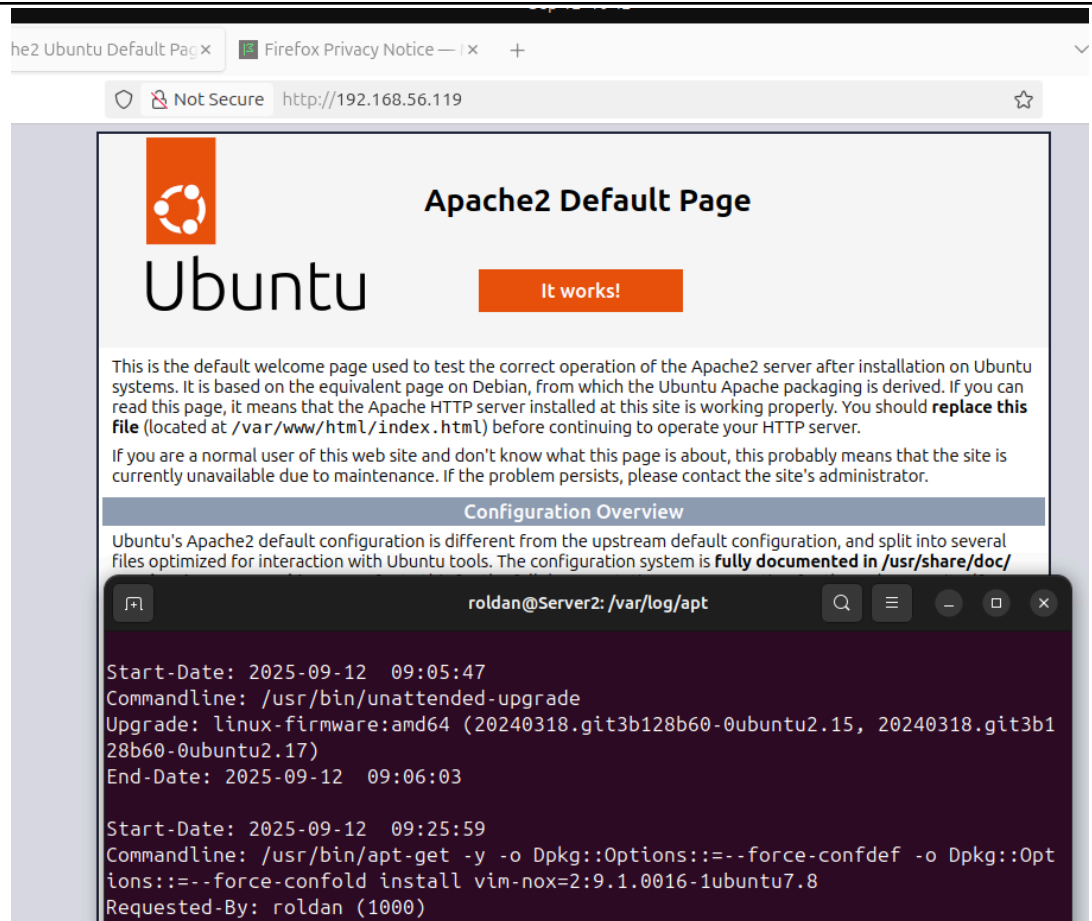 he2 Ubuntu Default Pag
Firefox Privacy Notice —
Not Secure http://192.168.56.119
Apache2 Default Page
Ubuntu
It works!
This is the default welcome page used to test the correct operation of the Apache2 server after installation on Ubuntu
systems. It is based on the equivalent page on Debian, from which the Ubuntu Apache packaging is derived. If you can
read this page, it means that the Apache HTTP server installed at this site is working properly. You should replace this
file (located at /var/www/html/index.html) before continuing to operate your HTTP server.
If you are a normal user of this web site and don't know what this page is about, this probably means that the site is
currently unavailable due to maintenance. If the problem persists, please contact the site's administrator.
Configuration Overview
Ubuntu's Apache2 default configuration is different from the upstream default configuration, and split into several
files optimized for interaction with Ubuntu tools. The configuration system is fully documented in /usr/share/doc/
roldan@Server2: /var/log/apt
Start-Date: 2025-09-12  09:05:47
Commandline: /usr/bin/unattended-upgrade
Upgrade: linux-firmware:amd64 (20240318.git3b128b60-0ubuntu2.15, 20240318.git3b1
28b60-0ubuntu2.17)
End-Date: 2025-09-12  09:06:03
Start-Date: 2025-09-12  09:25:59
Commandline: /usr/bin/apt-get -y -o Dpkg::Options::=--force-confdef -o Dpkg::Opt
ions::=--force-confold install vim-nox=2:9.1.0016-1ubuntu7.8
Requested-By: roldan (1000)